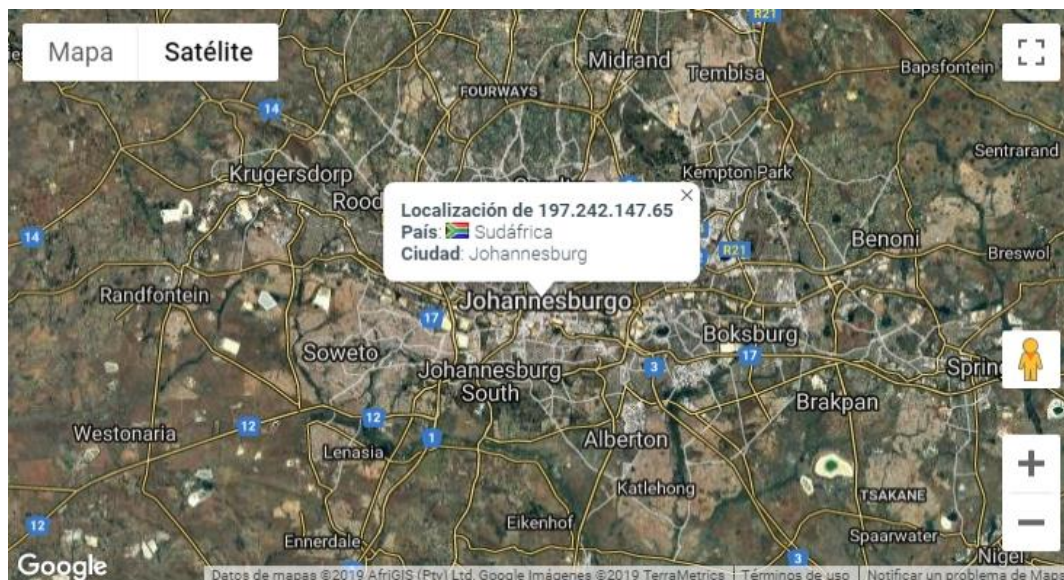 R21
Mapa
Satélite
Midrand
Tembisa
Bapsfontein
FOURWAYS
14
Krugersdorp
Kempton Park
Sentrarand
Localización de 197.242.147.65
País: Sudáfrica
Ciudad: Johannesburg
14
R21
Benoni
Breswol
Randfontein
Johannesburgo
17
Boksburg
Soweto
17
Johannesburg
South
3
Brakpan
12
12
Westonaria
1
Alberton
Lenasia
Katlehong
TSAKANE
12
Eikenhof
Spaarwater
Ennerdale
3
Nigel
Google
Datos de mapas ©2019 AfriGIS (Pty) Ltd, Google Imágenes ©2019 TerraMetrics
Términos de uso
Notificar un problema de Ma